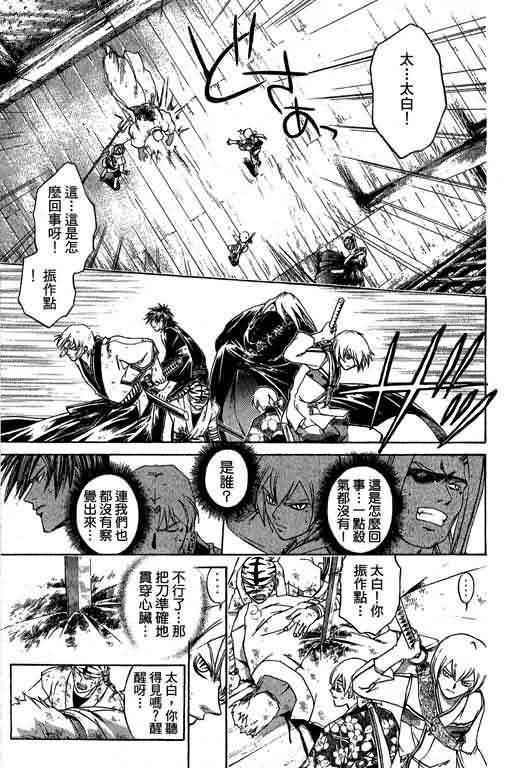 太…太白！
どさあっ
這…這是怎
麼回事呀！振作點
！
這是怎麼回
事…一點殺
氣都沒有！
是誰？
連我們也
都沒有察
覺出來…
……
太白！你
振作點…
不行了…那
把刀準確地
貫穿心臟…
……
太白，你聽
得見嗎？醒
醒呀…